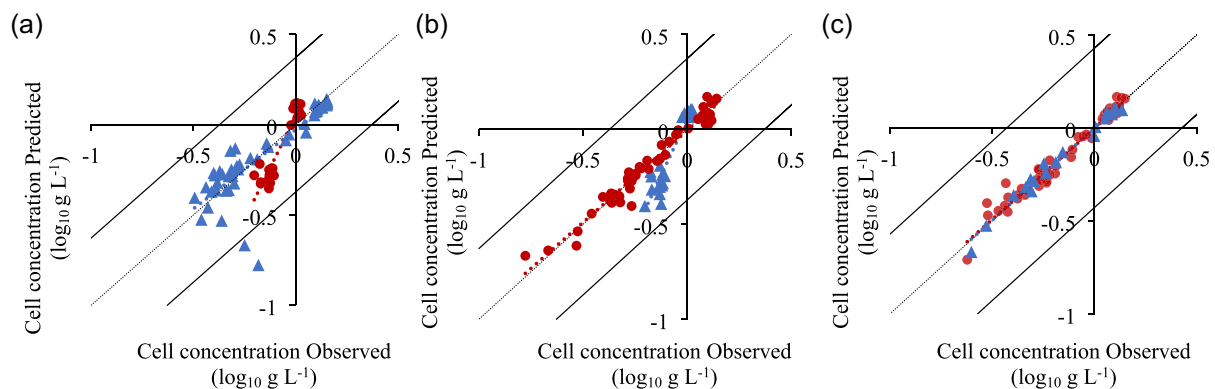 (a)
0.5
0
-1
-0.5
0
0.5
-0.5
-1
Cell concentration Predicted
(log₁₀ g L⁻¹)
Cell concentration Observed
(log₁₀ g L⁻¹)
(b)
0.5
0
-1
-0.5
0
0.5
-0.5
-1
Cell concentration Predicted
(log₁₀ g L⁻¹)
Cell concentration Observed
(log₁₀ g L⁻¹)
(c)
0.5
0
-1
-0.5
0
0.5
-0.5
-1
Cell concentration Predicted
(log₁₀ g L⁻¹)
Cell concentration Observed
(log₁₀ g L⁻¹)